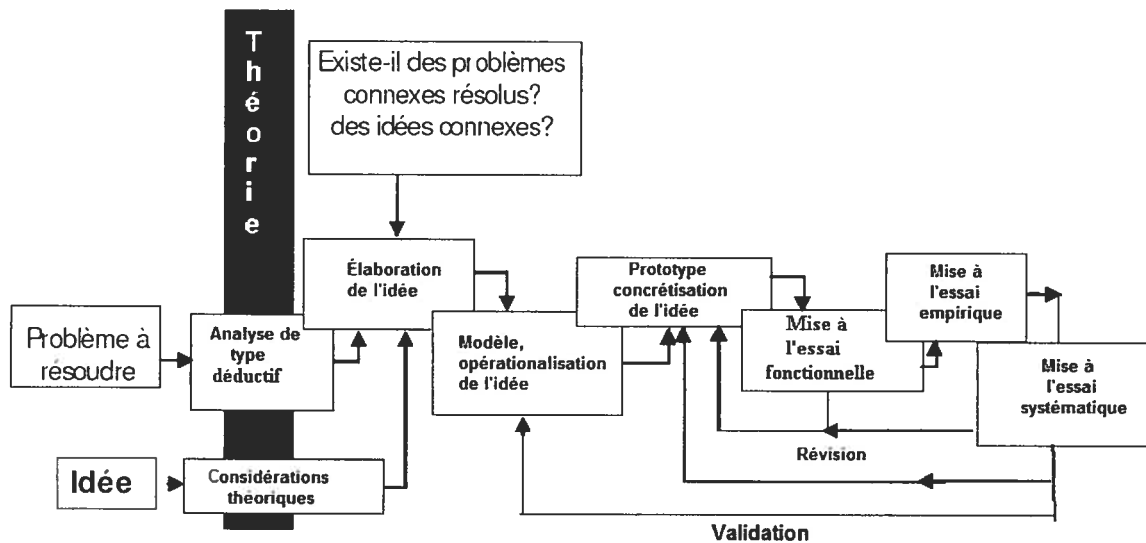 Théorie
Existe-il des problèmes
connexes résolus?
des idées connexes?
Problème à
résoudre
Analyse de
type
déductif
Élaboration
de l'idée
Modèle,
opérationalisation
de l'idée
Prototype
concrétisation
de l'idée
Mise à
l'essai
fonctionnelle
Mise à
l'essai
empirique
Mise à
l'essai
systématique
Révision
Idée
Considérations
théoriques
Validation